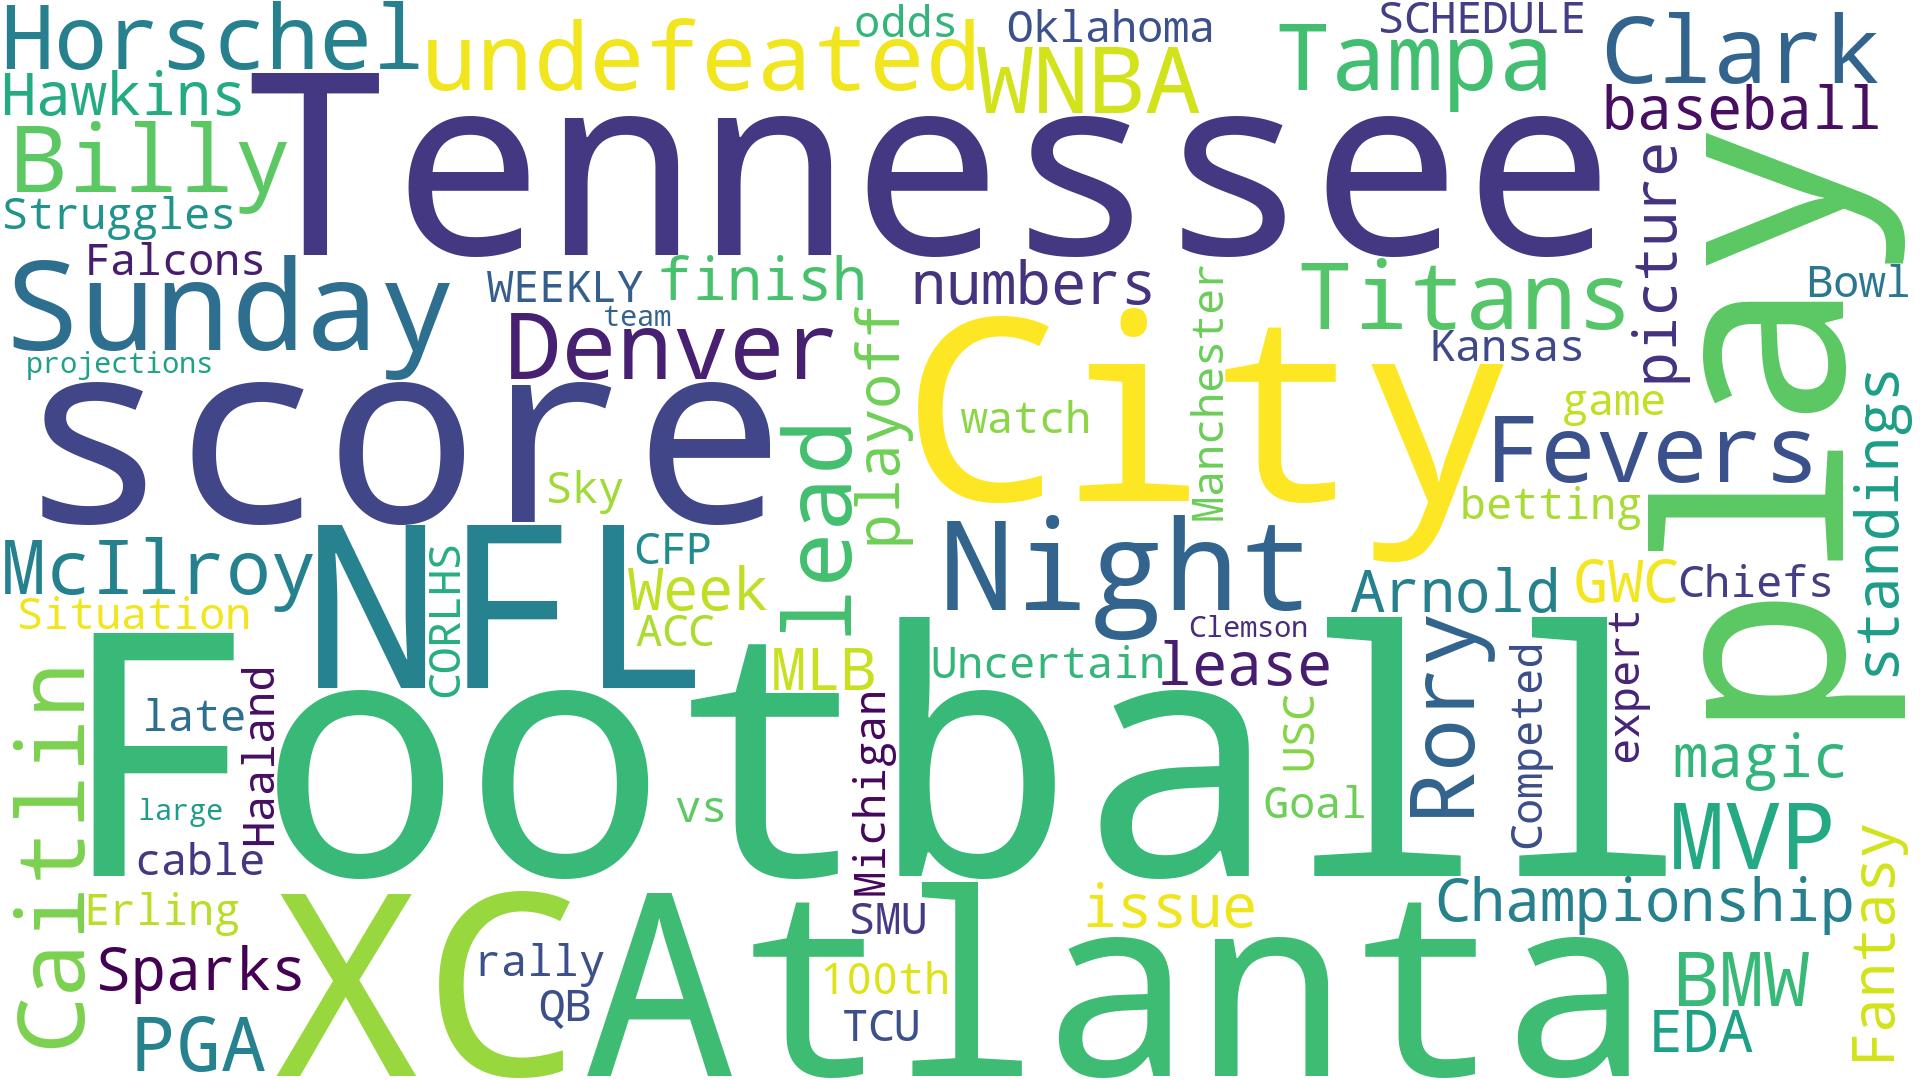 Horschel
undefeated
odds
Oklahoma
SCHEDULE
Clark
Hawkins
Tennessee
WNBA
Tampa
baseball
Billy
Struggles
picture
play
Falcons
Sunday
WEEKLY
finish
numbers
Manchester
Titans
Bowl
team
projections
Denver
playoff
City
Kansas
score
watch
game
standings
Fevers
Sky
lead
betting
McIlroy
NFL
CORLHS
CFP
Week
Night
Arnold
GWC
Chiefs
Situation
ACC
Clemson
Football
MLB
Uncertain
lease
Rory
Competed
expert
Caitlin
late
Haaland
Michigan
USC
magic
large
vs
Goal
MVP
cable
Erling
XC
Atlanta
SMU
issue
Championship
Fantasy
Sparks
rally
100th
BMW
QB
TCU
PGA
EDA